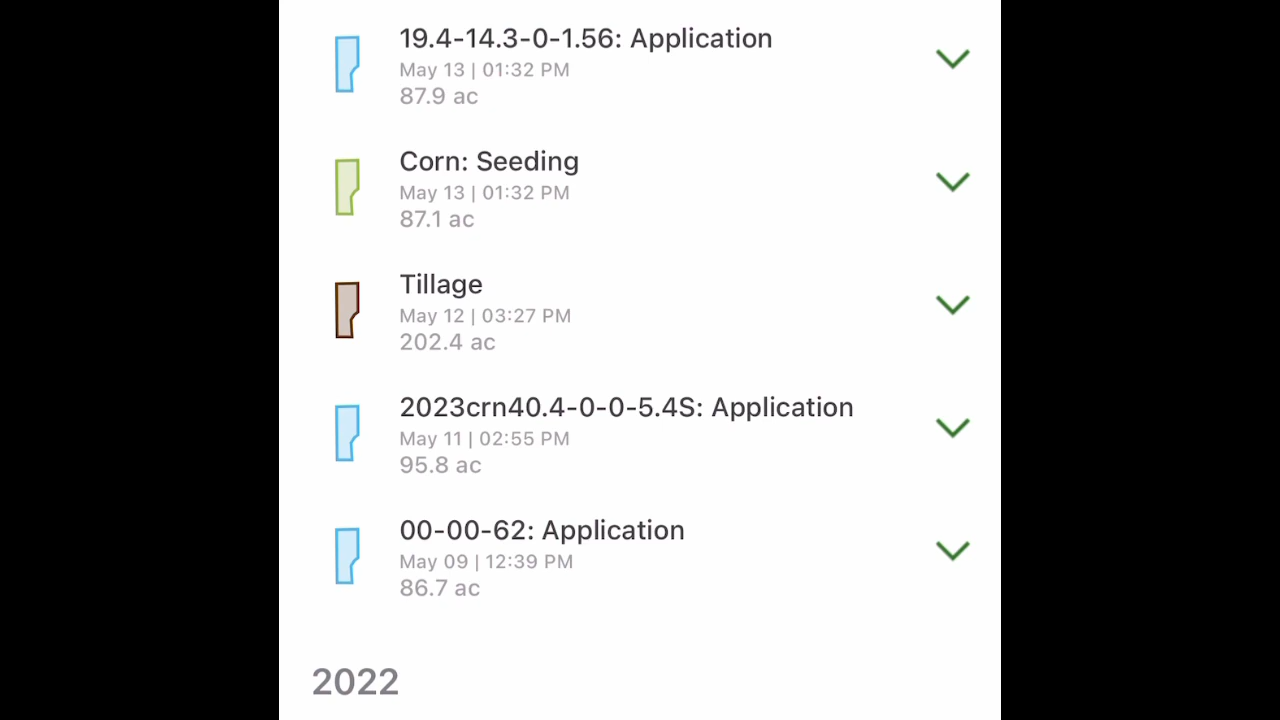 19.4-14.3-0-1.56: Application
May 13 | 01:32 PM
87.9 ac
Corn: Seeding
May 13 | 01:32 PM
87.1 ac
Tillage
May 12 | 03:27 PM
202.4 ac
2023crn40.4-0-0-5.4S: Application
May 11 | 02:55 PM
95.8 ac
00-00-62: Application
May 09 | 12:39 PM
86.7 ac
2022